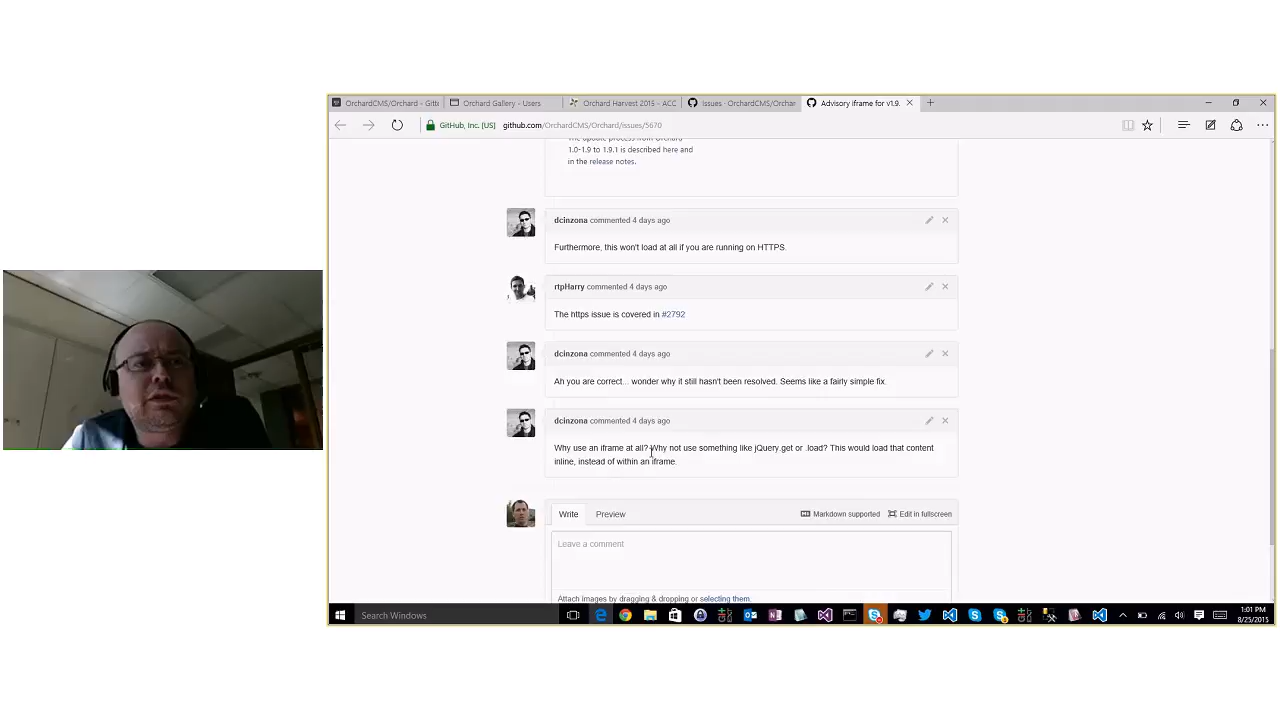 OrchardCMS/Orchard - Gitte
Orchard Gallery - Users
Orchard Harvest 2015 - ACC
Issues · OrchardCMS/Orchar
Advisory iframe for v1.9.
GitHub, Inc. [US]
github.com/OrchardCMS/Orchard/issues/5670
The update process from Orchard
1.0-1.9 to 1.9.1 is described here and
in the release notes.
dcinzona commented 4 days ago
Furthermore, this won't load at all if you are running on HTTPS.
rtpHarry commented 4 days ago
The https issue is covered in #2792
dcinzona commented 4 days ago
Ah you are correct... wonder why it still hasn't been resolved. Seems like a fairly simple fix.
dcinzona commented 4 days ago
Why use an iframe at all? Why not use something like jQuery.get or .load? This would load that content
inline, instead of within an iframe.
Write
Preview
Markdown supported
Edit in fullscreen
Leave a comment
Attach images by dragging & dropping or selecting them.
Search Windows
1:01 PM
8/25/2015